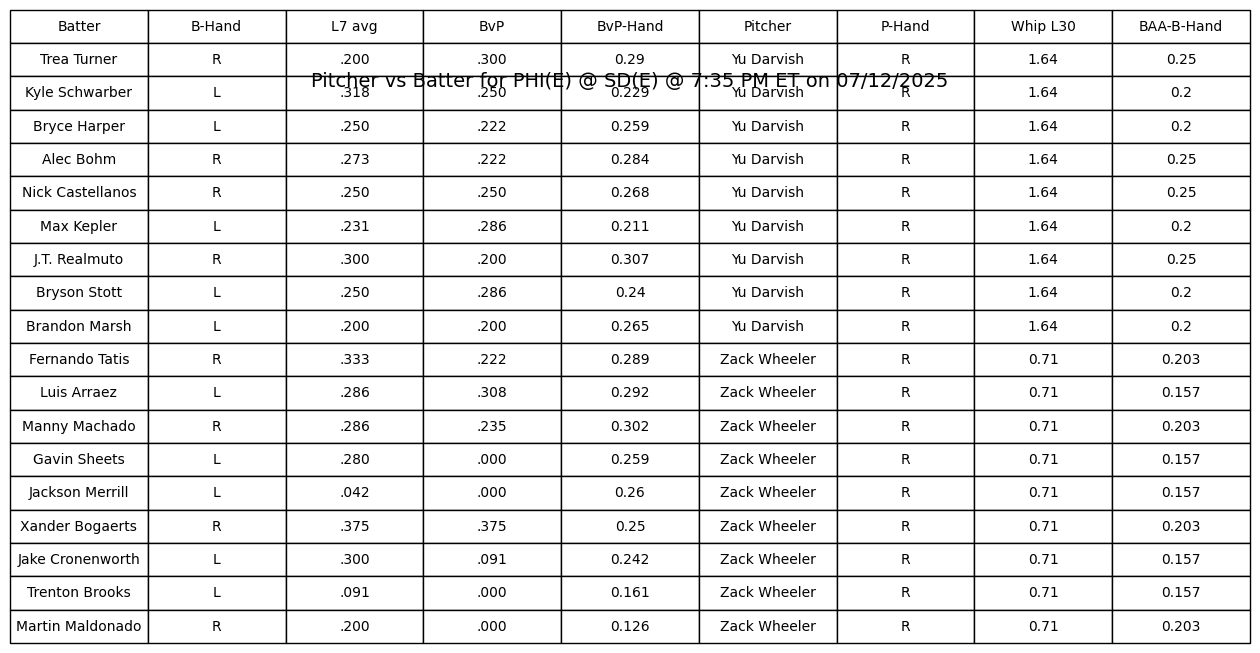 Batter B-Hand L7 avg BvP BvP-Hand Pitcher P-Hand Whip L30 BAA-B-Hand
Trea Turner R .200 .300 0.29 Yu Darvish R 1.64 0.25
Pitcher vs Batter for PHI(E) @ SD(E) @ 7:35 PM ET on 07/12/2025
Kyle Schwarber L .318 .250 0.229 Yu Darvish R 1.64 0.2
Bryce Harper L .250 .222 0.259 Yu Darvish R 1.64 0.2
Alec Bohm R .273 .222 0.284 Yu Darvish R 1.64 0.25
Nick Castellanos R .250 .250 0.268 Yu Darvish R 1.64 0.25
Max Kepler L .231 .286 0.211 Yu Darvish R 1.64 0.2
J.T. Realmuto R .300 .200 0.307 Yu Darvish R 1.64 0.25
Bryson Stott L .250 .286 0.24 Yu Darvish R 1.64 0.2
Brandon Marsh L .200 .200 0.265 Yu Darvish R 1.64 0.2
Fernando Tatis R .333 .222 0.289 Zack Wheeler R 0.71 0.203
Luis Arraez L .286 .308 0.292 Zack Wheeler R 0.71 0.157
Manny Machado R .286 .235 0.302 Zack Wheeler R 0.71 0.203
Gavin Sheets L .280 .000 0.259 Zack Wheeler R 0.71 0.157
Jackson Merrill L .042 .000 0.26 Zack Wheeler R 0.71 0.157
Xander Bogaerts R .375 .375 0.25 Zack Wheeler R 0.71 0.203
Jake Cronenworth L .300 .091 0.242 Zack Wheeler R 0.71 0.157
Trenton Brooks L .091 .000 0.161 Zack Wheeler R 0.71 0.157
Martin Maldonado R .200 .000 0.126 Zack Wheeler R 0.71 0.203